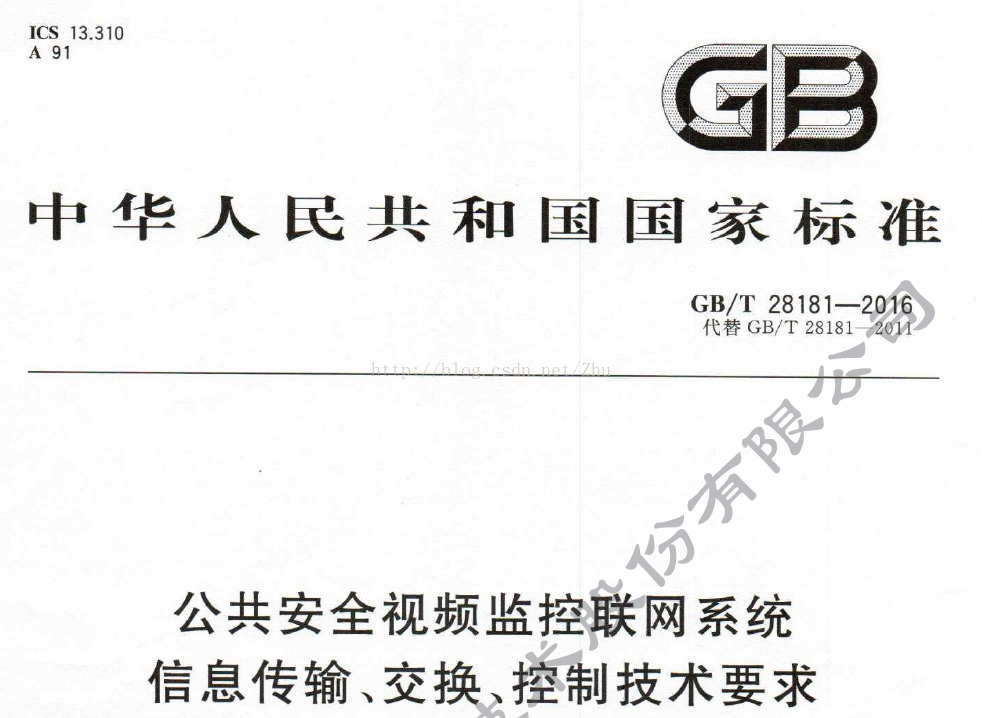 ICS 13.310
A 91
GB
中华人民共和国国家标准
GB/T 28181—2016
代替 GB/T 28181—2011
http://blog.csdn.net/Zhu
公共安全视频监控联网系统
信息传输、交换、控制技术要求
技术股份有限公司